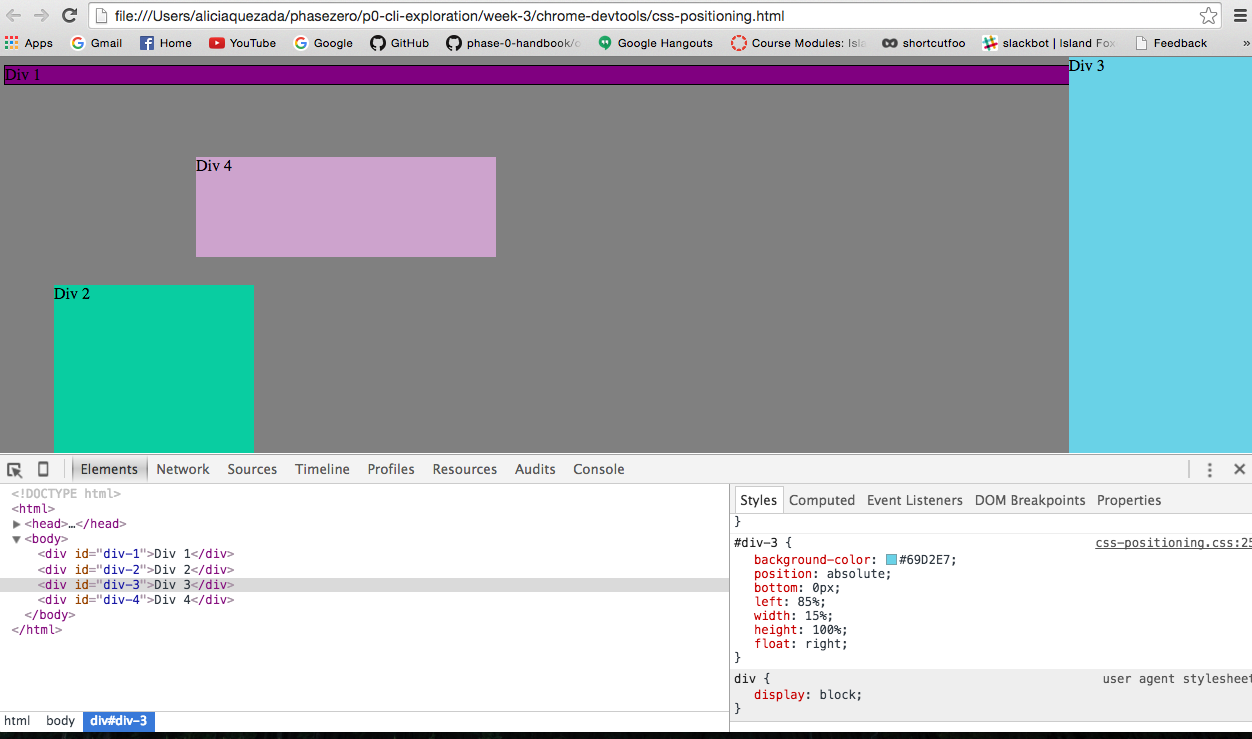 file:///Users/aliciaquezada/phasezero/p0-cli-exploration/week-3/chrome-devtools/css-positioning.html
Apps Gmail Home YouTube Google GitHub phase-0-handbook/ Google Hangouts Course Modules: Isla shortcutfoo slackbot | Island Fox Feedback »
Div 1
Div 3
Div 4
Div 2
Elements Network Sources Timeline Profiles Resources Audits Console
<!DOCTYPE html>
<html>
<head>…</head>
<body>
<div id="div-1">Div 1</div>
<div id="div-2">Div 2</div>
<div id="div-3">Div 3</div>
<div id="div-4">Div 4</div>
</body>
</html>
html body div#div-3
Styles Computed Event Listeners DOM Breakpoints Properties
}
#div-3 { css-positioning.css:25
background-color: #69D2E7;
position: absolute;
bottom: 0px;
left: 85%;
width: 15%;
height: 100%;
float: right;
}
div { user agent stylesheet
display: block;
}